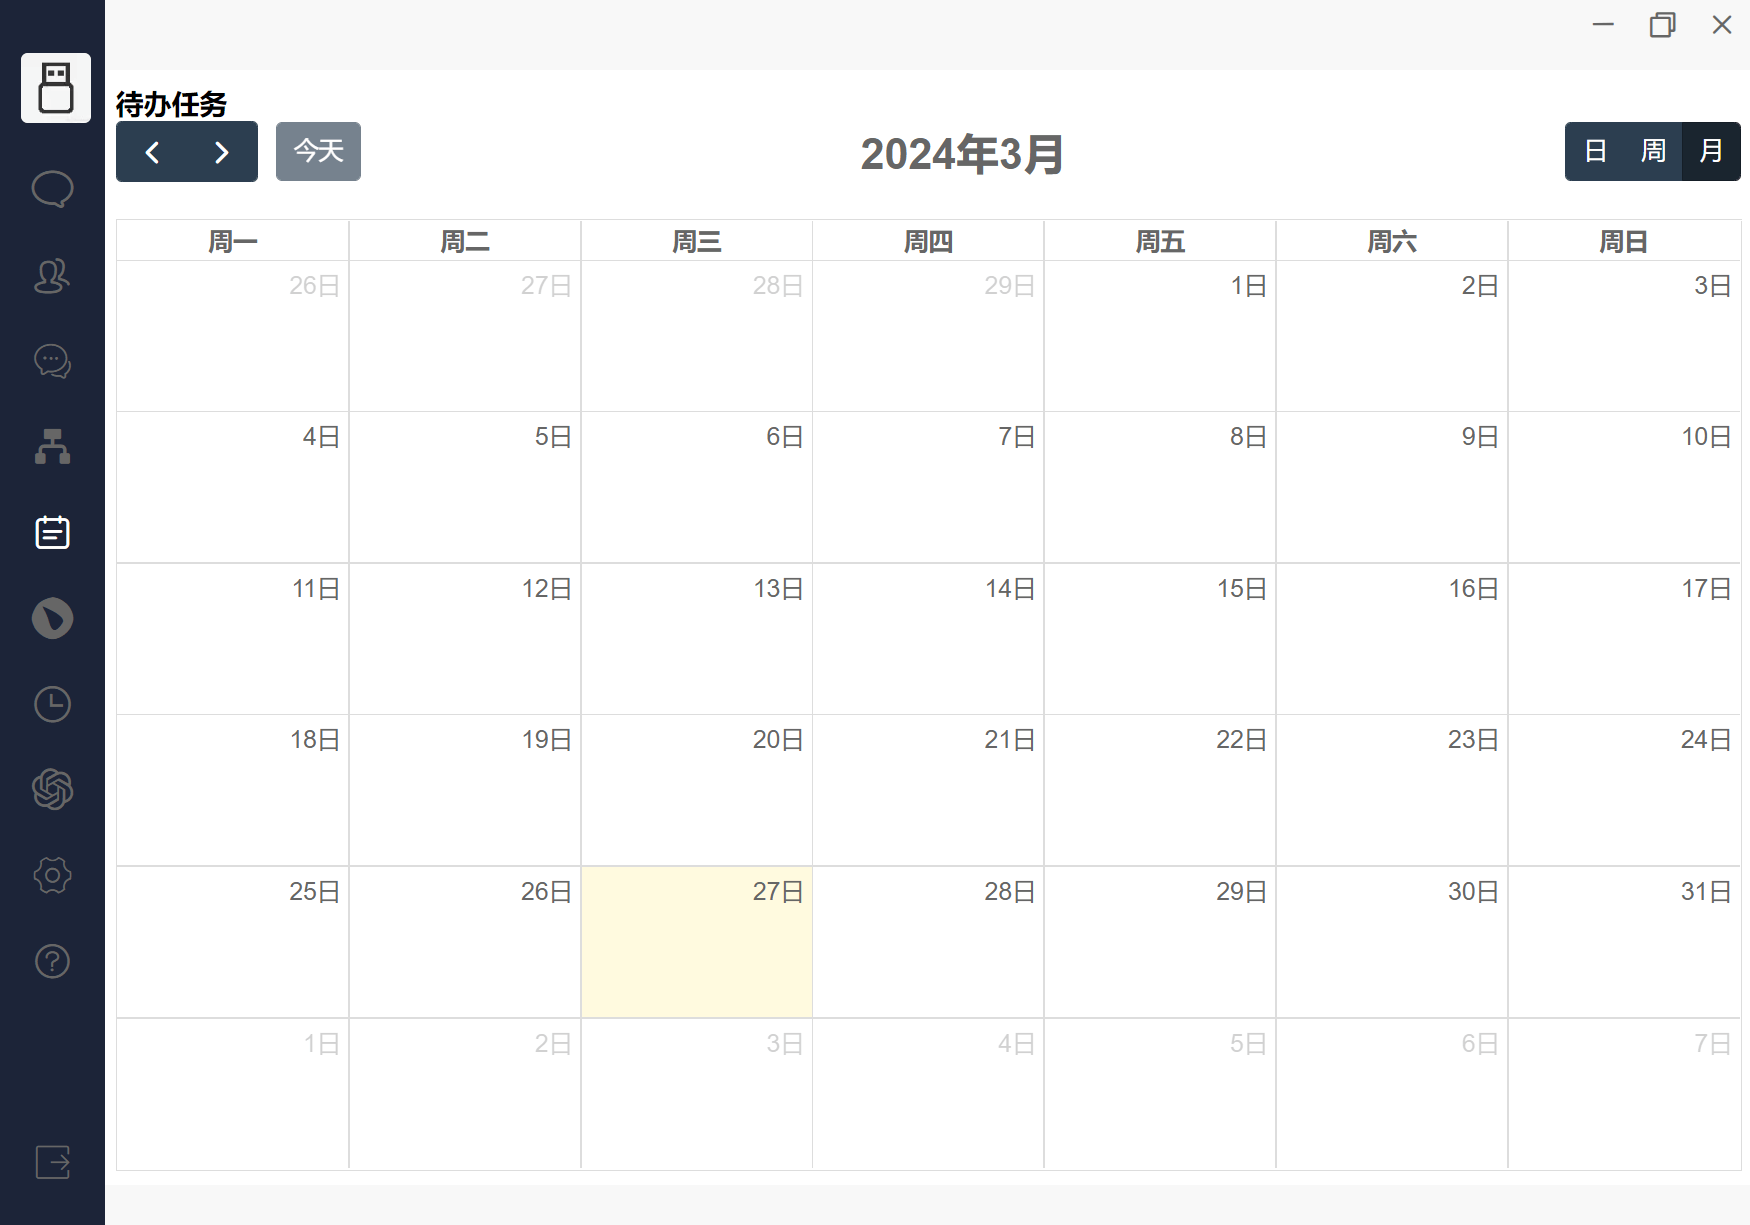 待办任务
今天
2024年3月
日 周 月
周一 周二 周三 周四 周五 周六 周日
26日 27日 28日 29日 1日 2日 3日
4日 5日 6日 7日 8日 9日 10日
11日 12日 13日 14日 15日 16日 17日
18日 19日 20日 21日 22日 23日 24日
25日 26日 27日 28日 29日 30日 31日
1日 2日 3日 4日 5日 6日 7日